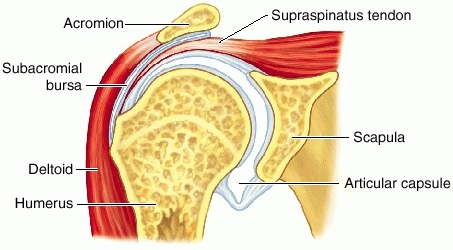 Acromion
Supraspinatus tendon
Subacromial
bursa
Scapula
Deltoid
Articular capsule
Humerus